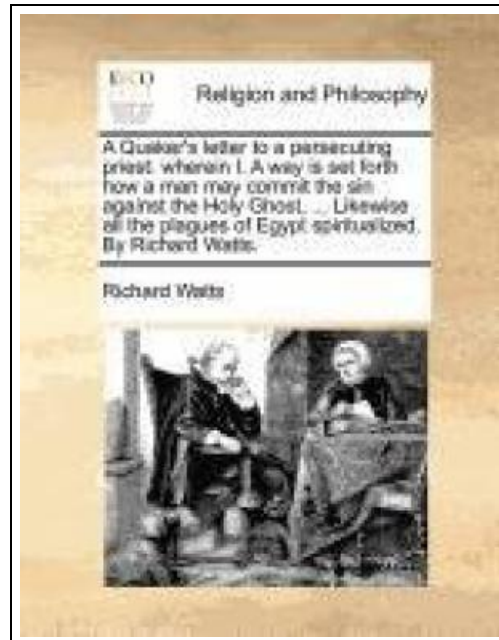 ECCO
Religion and Philosophy
A Quaker's letter to a persecuting
priest. wherein I. A way is set forth
how a man may commit the sin
against the Holy Ghost. ... Likewise
all the plagues of Egypt spiritualized.
By Richard Watts.
Richard Watts